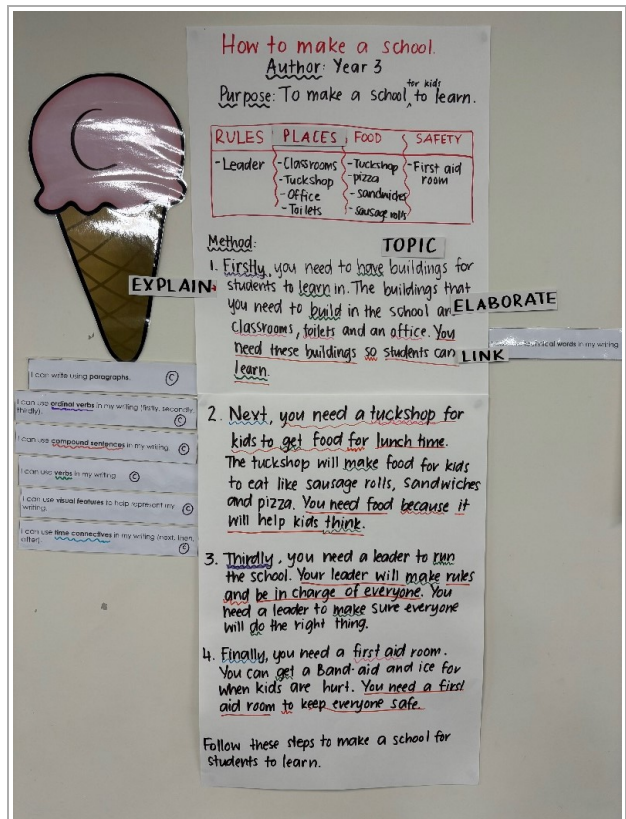 How to make a school.
Author: Year 3
for kids
Purpose: To make a school ^ to learn.
RULES PLACES FOOD SAFETY
-Leader
-Classrooms
-Tuckshop
-Office
-Toilets
-Tuckshop
pizza
-sandwiches
-sausage rolls
-First aid
room
Method:
TOPIC
1. Firstly, you need to have buildings for
students to learn in. The buildings that
EXPLAIN
you need to build in the school are
ELABORATE
classrooms, toilets and an office. You
need these buildings so students can
LINK
learn.
words in my writing
2. Next, you need a tuckshop for
kids to get food for lunch time.
The tuckshop will make food for kids
to eat like sausage rolls, sandwiches
and pizza. You need food because it
will help kids think.
3. Thirdly, you need a leader to run
the school. Your leader will make rules
and be in charge of everyone. You
need a leader to make sure everyone
will do the right thing.
4. Finally, you need a first aid room.
You can get a Band-aid and ice for
when kids are hurt. You need a first
aid room to keep everyone safe.
Follow these steps to make a school for
students to learn.
C
I can write using paragraphs. C
I can use ordinal verbs in my writing (firstly, secondly,
thirdly). C
I can use compound sentences in my writing. C
I can use verbs in my writing C
I can use visual features to help represent my
writing. C
I can use time connectives in my writing (next, then,
after). C